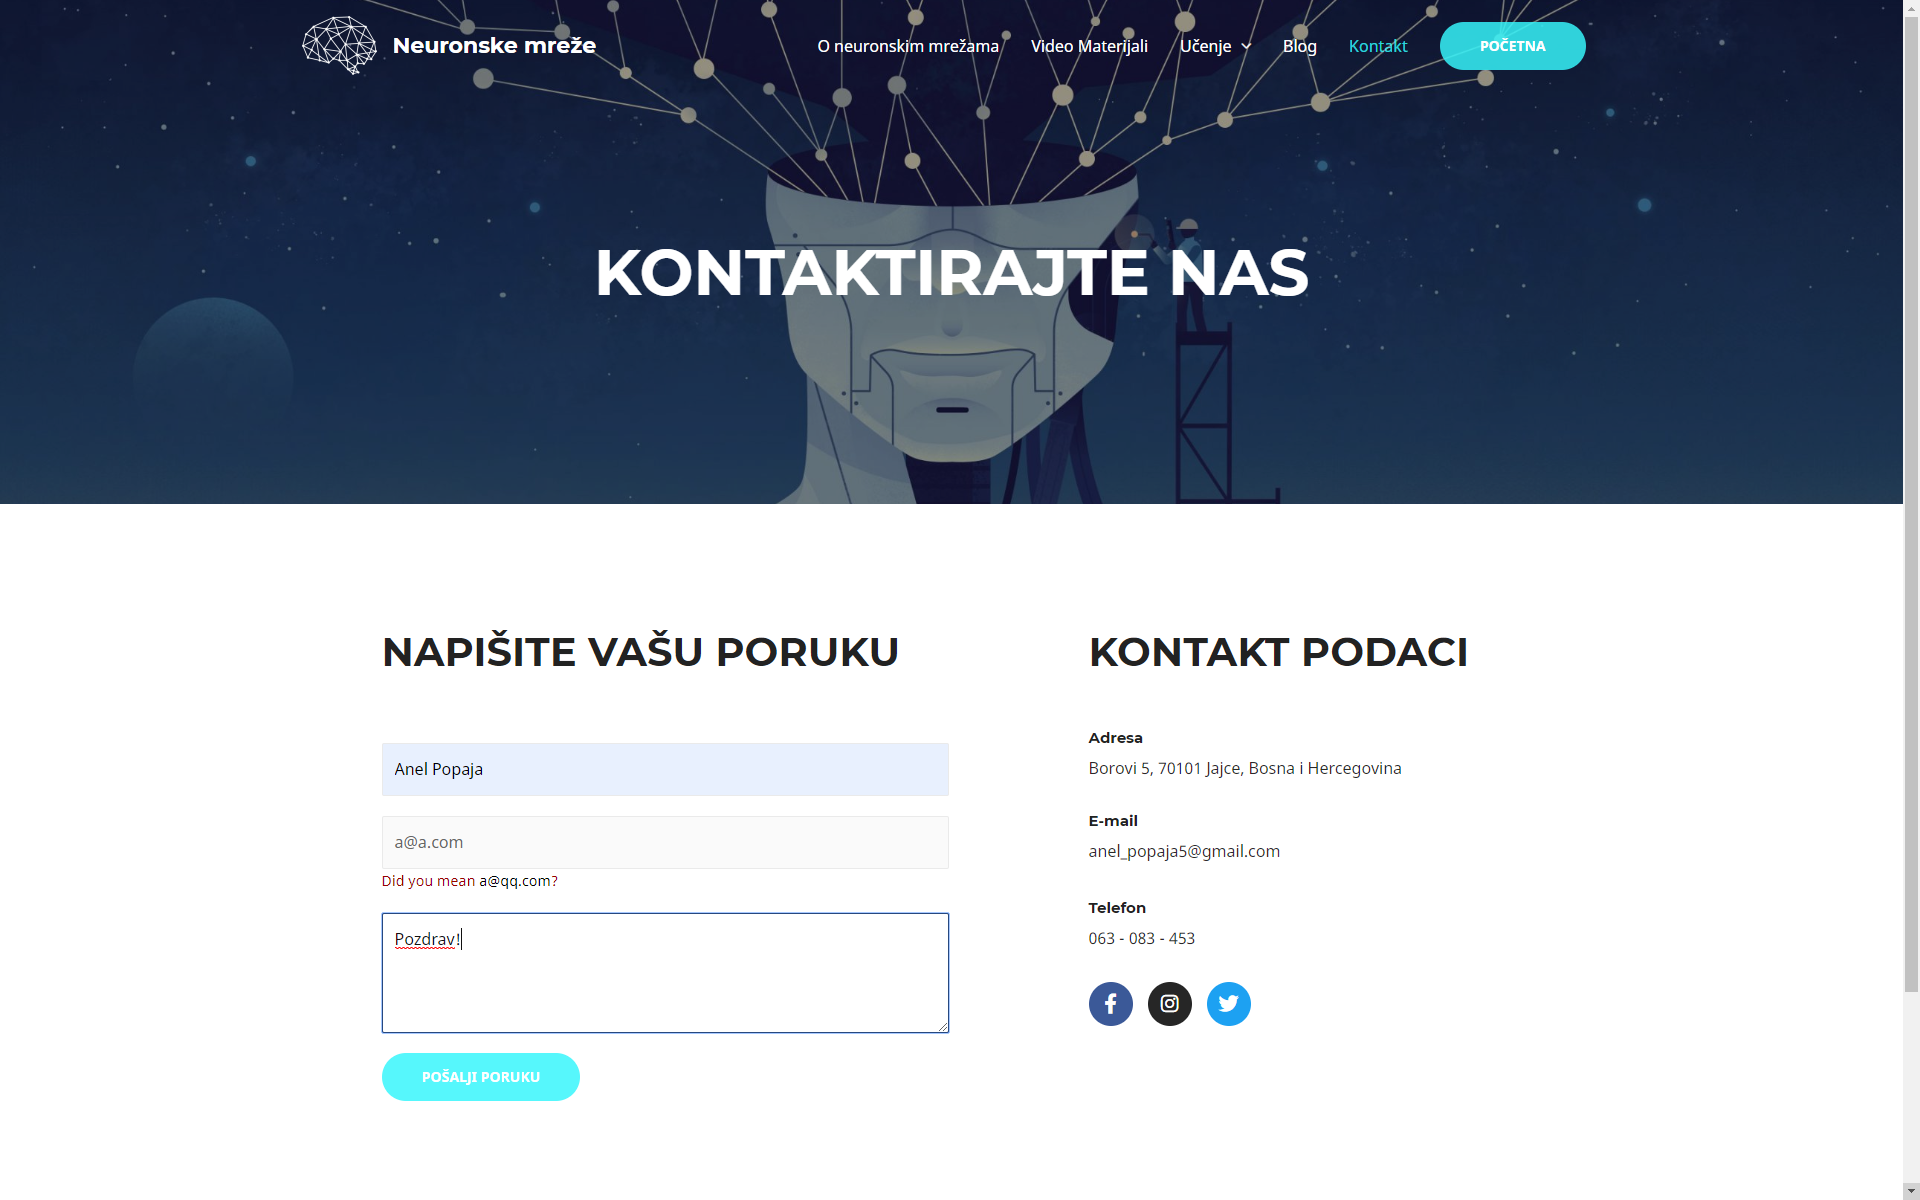 Neuronske mreže
O neuronskim mrežama
Video Materijali
Učenje
Blog
Kontakt
POČETNA
KONTAKTIRAJTE NAS
NAPIŠITE VAŠU PORUKU
Anel Popaja
a@a.com
Did you mean a@qq.com?
Pozdrav!
POŠALJI PORUKU
KONTAKT PODACI
Adresa
Borovi 5, 70101 Jajce, Bosna i Hercegovina
E-mail
anel_popaja5@gmail.com
Telefon
063 - 083 - 453